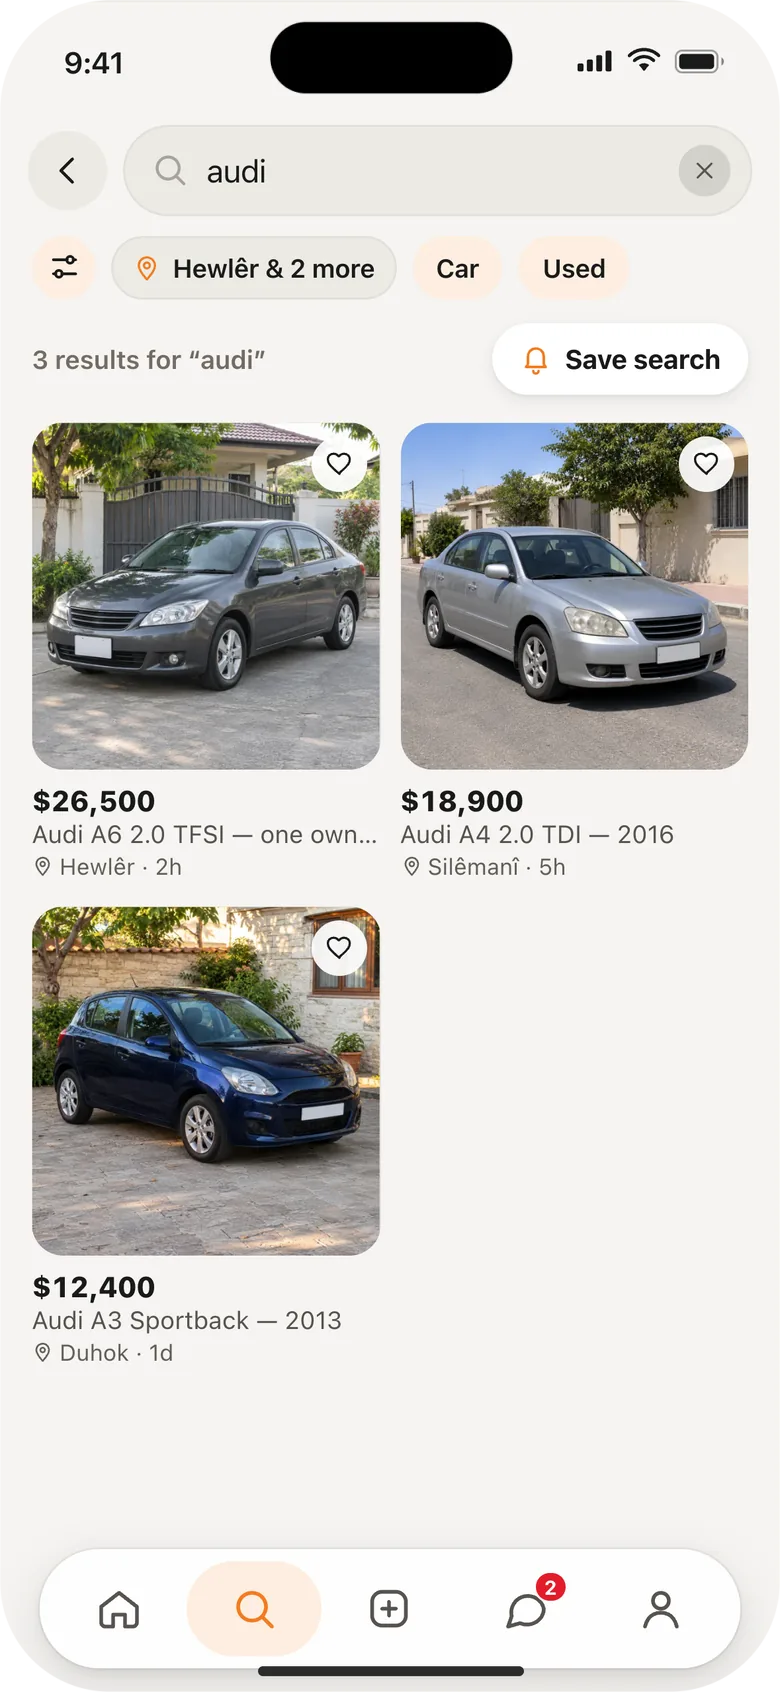 9:41
audi
Hewlêr & 2 more
Car
Used
3 results for “audi”
Save search
$26,500
Audi A6 2.0 TFSI — one own...
Hewlêr · 2h
$18,900
Audi A4 2.0 TDI — 2016
Silêmanî · 5h
$12,400
Audi A3 Sportback — 2013
Duhok · 1d
2